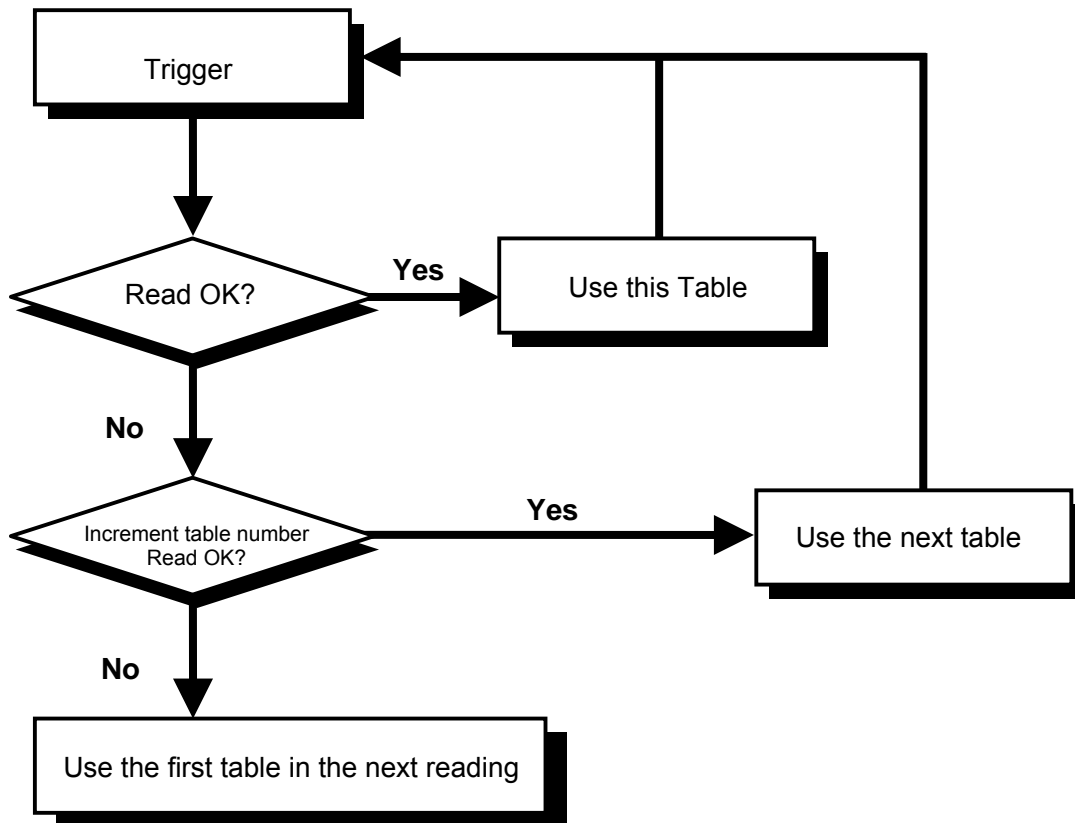 Trigger
Read OK?
Yes
Use this Table
No
Increment table number
Read OK?
Yes
Use the next table
No
Use the first table in the next reading